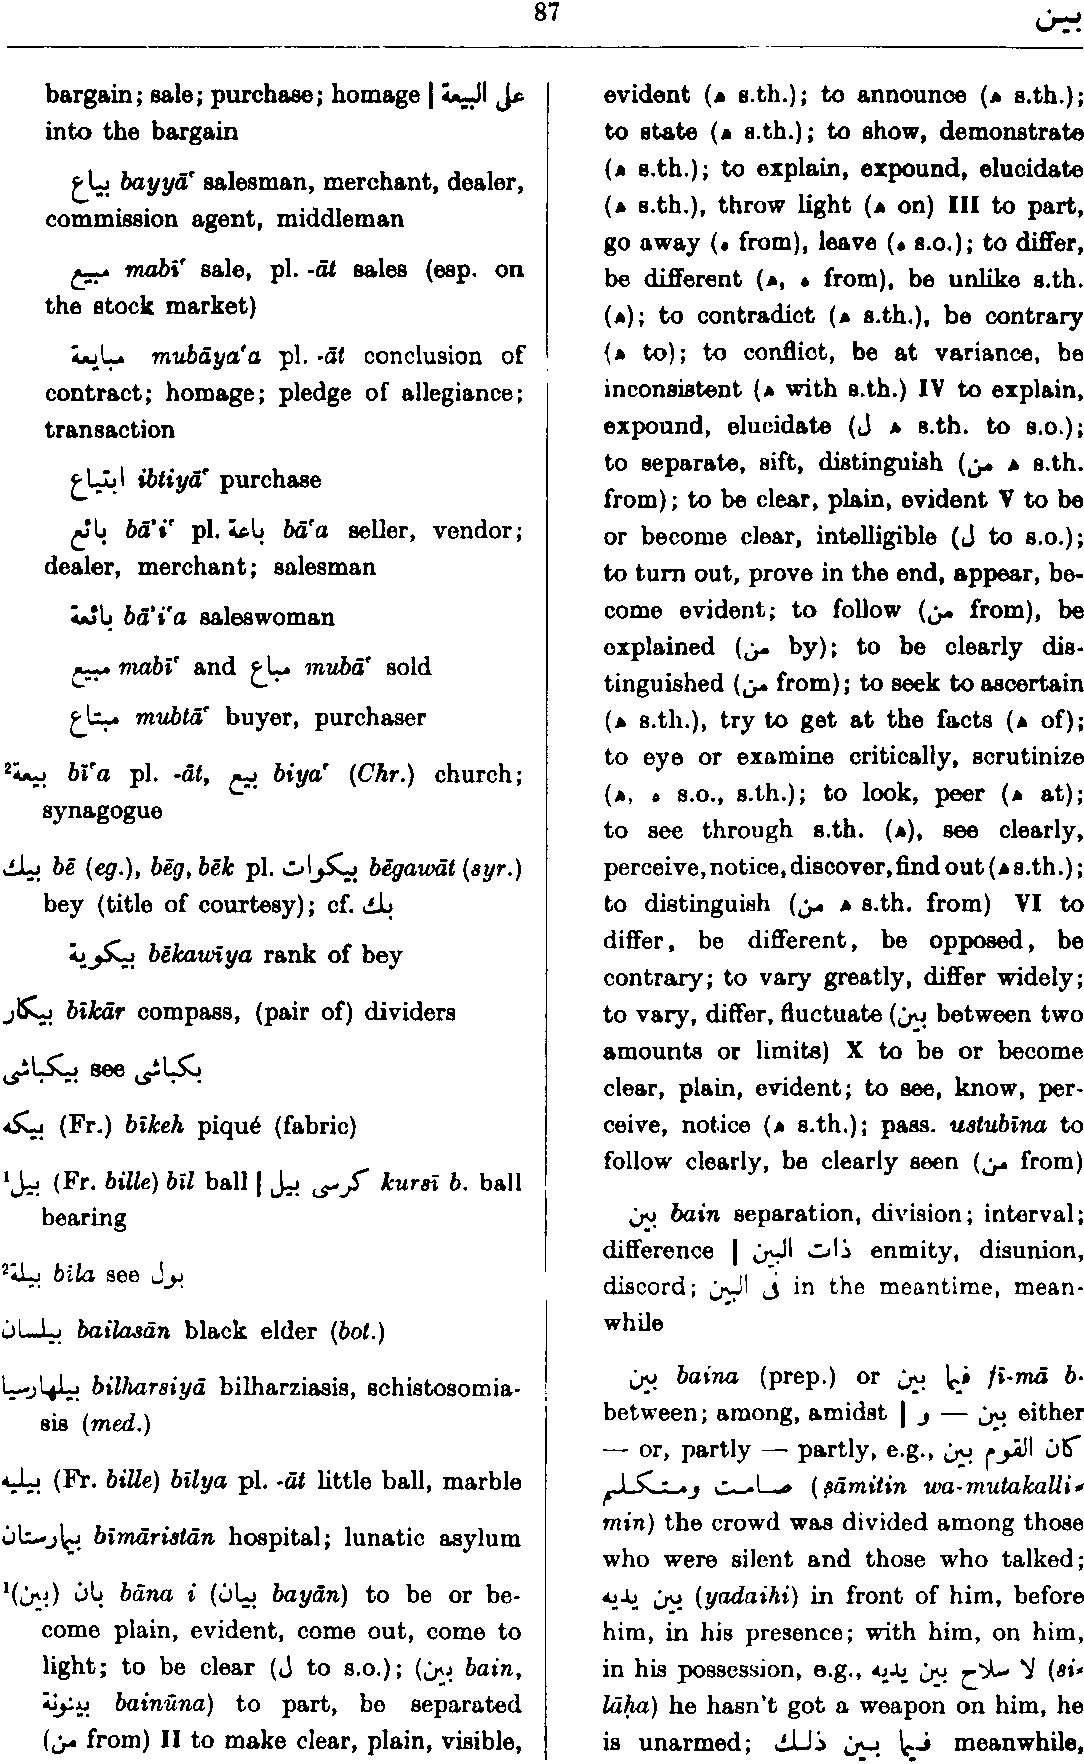 87
بين
bargain; sale; purchase; homage | على البيعة
into the bargain
بياع bayyāʿ salesman, merchant, dealer,
commission agent, middleman
مبيع mabīʿ sale, pl. -āt sales (esp. on
the stock market)
مبايعة mubāyaʿa pl. -āt conclusion of
contract; homage; pledge of allegiance;
transaction
ابتياع ibtiyāʿ purchase
بائع bāʾiʿ pl. باعة bāʿa seller, vendor;
dealer, merchant; salesman
بائعة bāʾiʿa saleswoman
مبيع mabīʿ and مباع mubāʿ sold
مبتاع mubtāʿ buyer, purchaser
²بيعة bīʿa pl. -āt, بيع biyaʿ (Chr.) church;
synagogue
بيك bē (eg.), bēg, bēk pl. بيكوات bēgawāt (syr.)
bey (title of courtesy); cf. بك
بيكوية bēkawīya rank of bey
بيكار bīkār compass, (pair of) dividers
بيكباشى see بكباشى
بيكه (Fr.) bīkeh piqué (fabric)
¹بيل (Fr. bille) bīl ball | كرسى بيل kursī b. ball
bearing
²بيلة bīla see بول
بيلسان bailasān black elder (bot.)
بيلهارسيا bilharsiyā bilharziasis, schistosomia-
sis (med.)
بيليه (Fr. bille) bīlya pl. -āt little ball, marble
بيمارستان bīmāristān hospital; lunatic asylum
¹(بين) بان bāna i (بيان bayān) to be or be-
come plain, evident, come out, come to
light; to be clear (ل to s.o.); (بين bain,
بينونة bainūna) to part, be separated
(من from) II to make clear, plain, visible,
evident (ه s.th.); to announce (ه s.th.);
to state (ه s.th.); to show, demonstrate
(ه s.th.); to explain, expound, elucidate
(ه s.th.), throw light (ه on) III to part,
go away (ه from), leave (ه s.o.); to differ,
be different (ه, ه from), be unlike s.th.
(ه); to contradict (ه s.th.), be contrary
(ه to); to conflict, be at variance, be
inconsistent (ه with s.th.) IV to explain,
expound, elucidate (ل ه s.th. to s.o.);
to separate, sift, distinguish (من ه s.th.
from); to be clear, plain, evident V to be
or become clear, intelligible (ل to s.o.);
to turn out, prove in the end, appear, be-
come evident; to follow (من from), be
explained (من by); to be clearly dis-
tinguished (من from); to seek to ascertain
(ه s.th.), try to get at the facts (ه of);
to eye or examine critically, scrutinize
(ه, ه s.o., s.th.); to look, peer (ه at);
to see through s.th. (ه), see clearly,
perceive, notice, discover, find out (ه s.th.);
to distinguish (من ه s.th. from) VI to
differ, be different, be opposed, be
contrary; to vary greatly, differ widely;
to vary, differ, fluctuate (بين between two
amounts or limits) X to be or become
clear, plain, evident; to see, know, per-
ceive, notice (ه s.th.); pass. ustubīna to
follow clearly, be clearly seen (من from)
بين bain separation, division; interval;
difference | ذات البين enmity, disunion,
discord; فى البين in the meantime, mean-
while
بين baina (prep.) or فيما بين fī-mā b.
between; among, amidst | بين — و either
— or, partly — partly, e.g., كان القوم بين
صامت ومتكلم (ṣāmitin wa-mutakalli-
min) the crowd was divided among those
who were silent and those who talked;
بين يديه (yadaihi) in front of him, before
him, in his presence; with him, on him,
in his possession, e.g., لا سلاح بين يديه (si-
lāḥa) he hasn't got a weapon on him, he
is unarmed; فيما بين ذلك meanwhile,